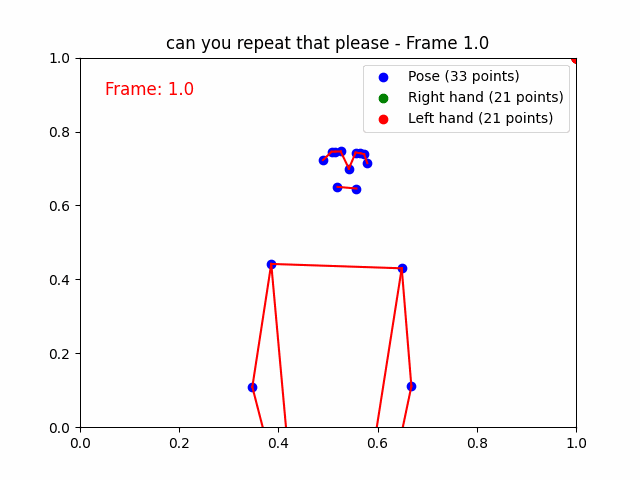 can you repeat that please - Frame 1.0
Frame: 1.0
Pose (33 points)
Right hand (21 points)
Left hand (21 points)
1.0
0.8
0.6
0.4
0.2
0.0
0.0 0.2 0.4 0.6 0.8 1.0